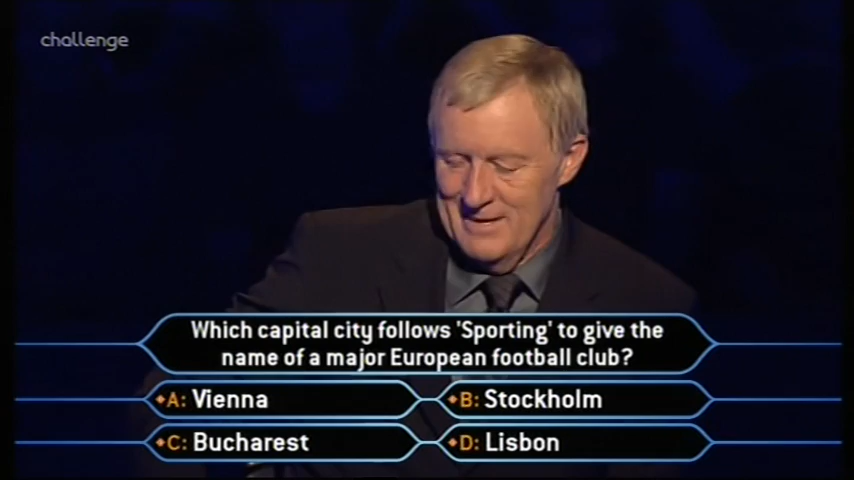 challenge
Which capital city follows 'Sporting' to give the
name of a major European football club?
A: Vienna
B: Stockholm
C: Bucharest
D: Lisbon